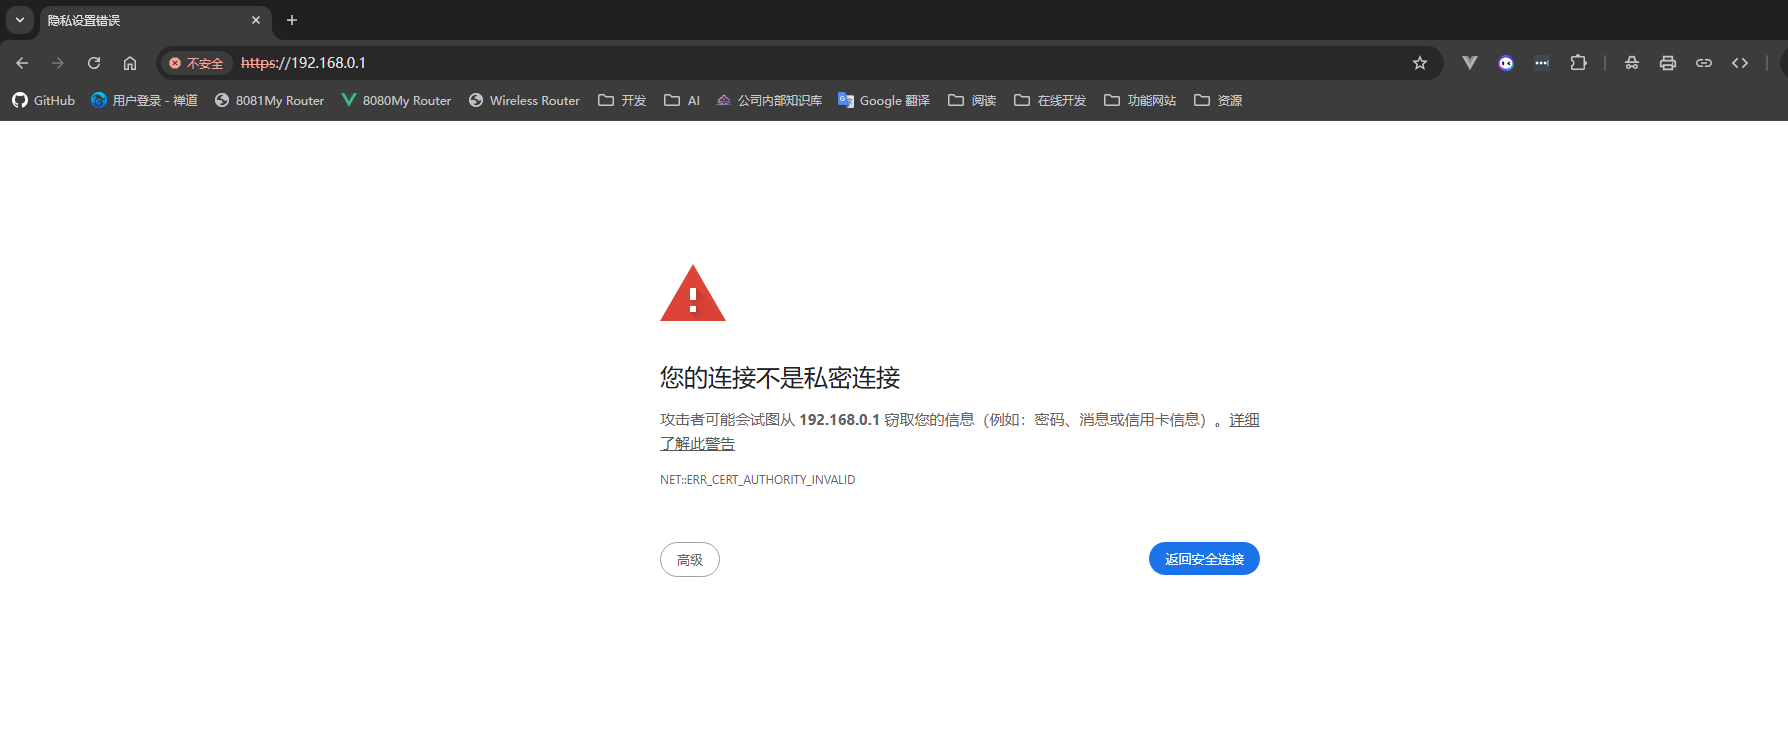 隐私设置错误
不安全 https://192.168.0.1
GitHub 用户登录 - 禅道 8081My Router 8080My Router Wireless Router 开发 AI 公司内部知识库 Google 翻译 阅读 在线开发 功能网站 资源
您的连接不是私密连接
攻击者可能会试图从 192.168.0.1 窃取您的信息（例如：密码、消息或信用卡信息）。详细
了解此警告
NET::ERR_CERT_AUTHORITY_INVALID
高级 返回安全连接